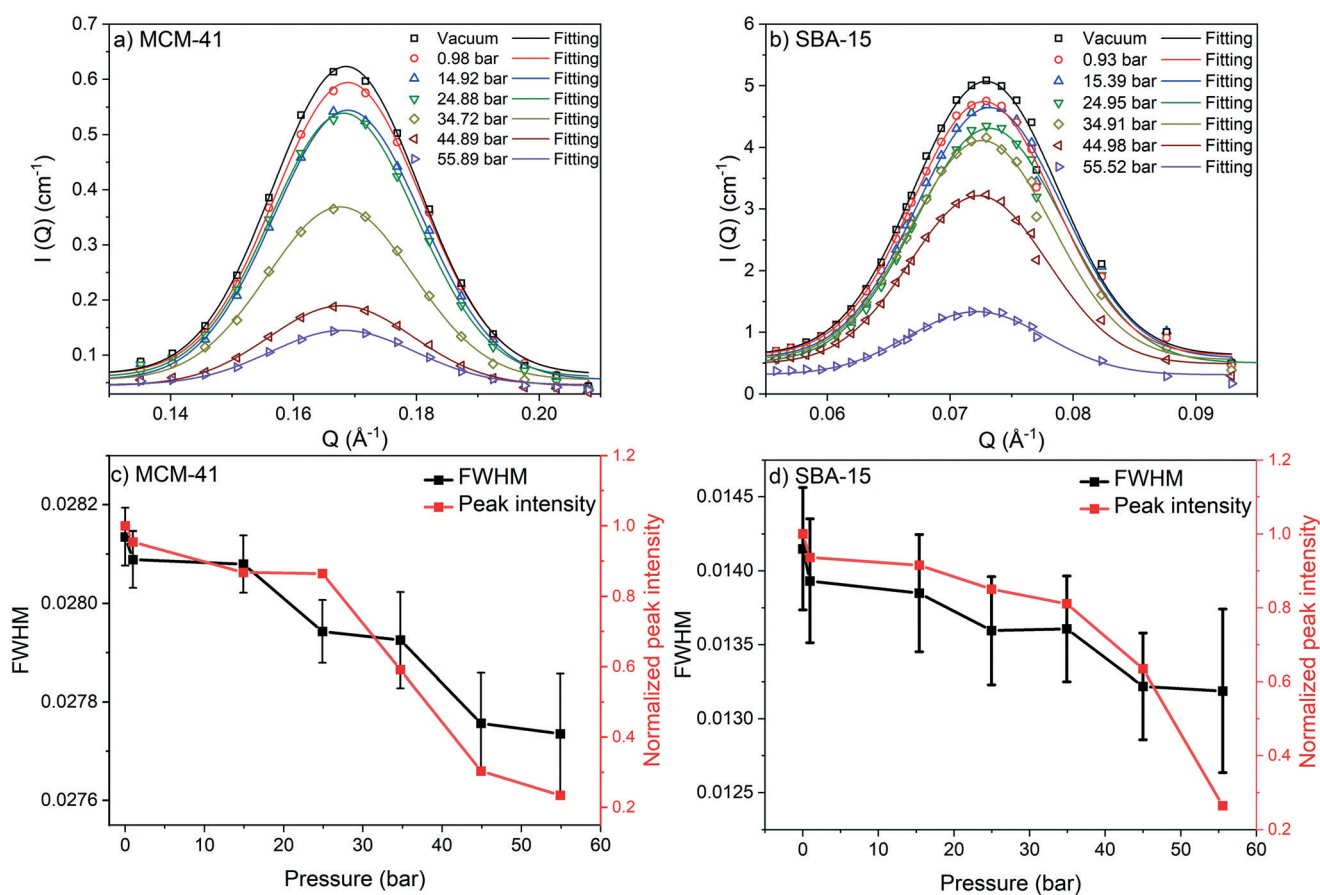 a) MCM-41
Vacuum Fitting
0.98 bar Fitting
14.92 bar Fitting
24.88 bar Fitting
34.72 bar Fitting
44.89 bar Fitting
55.89 bar Fitting
0.7
0.6
0.5
0.4
0.3
0.2
0.1
I (Q) (cm⁻¹)
0.14 0.16 0.18 0.20
Q (Å⁻¹)
b) SBA-15
Vacuum Fitting
0.93 bar Fitting
15.39 bar Fitting
24.95 bar Fitting
34.91 bar Fitting
44.98 bar Fitting
55.52 bar Fitting
6
5
4
3
2
1
0
I (Q) (cm⁻¹)
0.06 0.07 0.08 0.09
Q (Å⁻¹)
c) MCM-41
FWHM
Peak intensity
0.0282
0.0280
0.0278
0.0276
FWHM
1.2
1.0
0.8
0.6
0.4
0.2
Normalized peak intensity
0 10 20 30 40 50 60
Pressure (bar)
d) SBA-15
FWHM
Peak intensity
0.0145
0.0140
0.0135
0.0130
0.0125
FWHM
1.2
1.0
0.8
0.6
0.4
0.2
Normalized peak intensity
0 10 20 30 40 50 60
Pressure (bar)